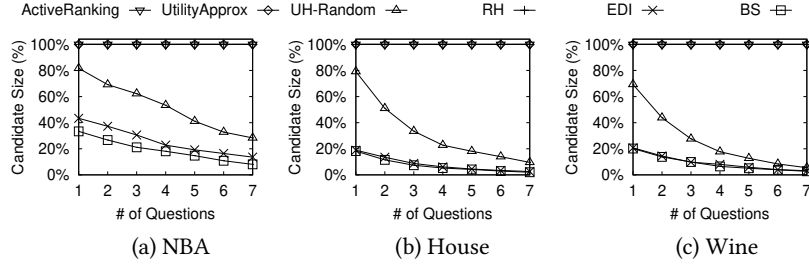 ActiveRanking UtilityApprox UH-Random RH EDI BS
Candidate Size (%)
100%
80%
60%
40%
20%
0%
1 2 3 4 5 6 7
# of Questions
(a) NBA
Candidate Size (%)
100%
80%
60%
40%
20%
0%
1 2 3 4 5 6 7
# of Questions
(b) House
Candidate Size (%)
100%
80%
60%
40%
20%
0%
1 2 3 4 5 6 7
# of Questions
(c) Wine